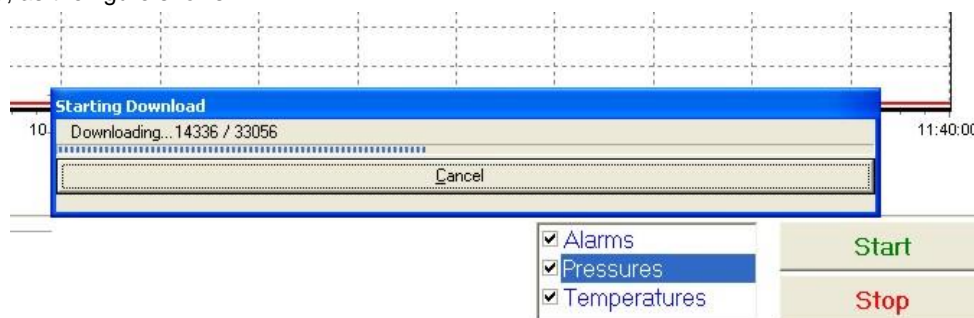 Starting Download
10
11:40:00
Downloading...14336 / 33056
Cancel
Alarms
Pressures
Temperatures
Start
Stop